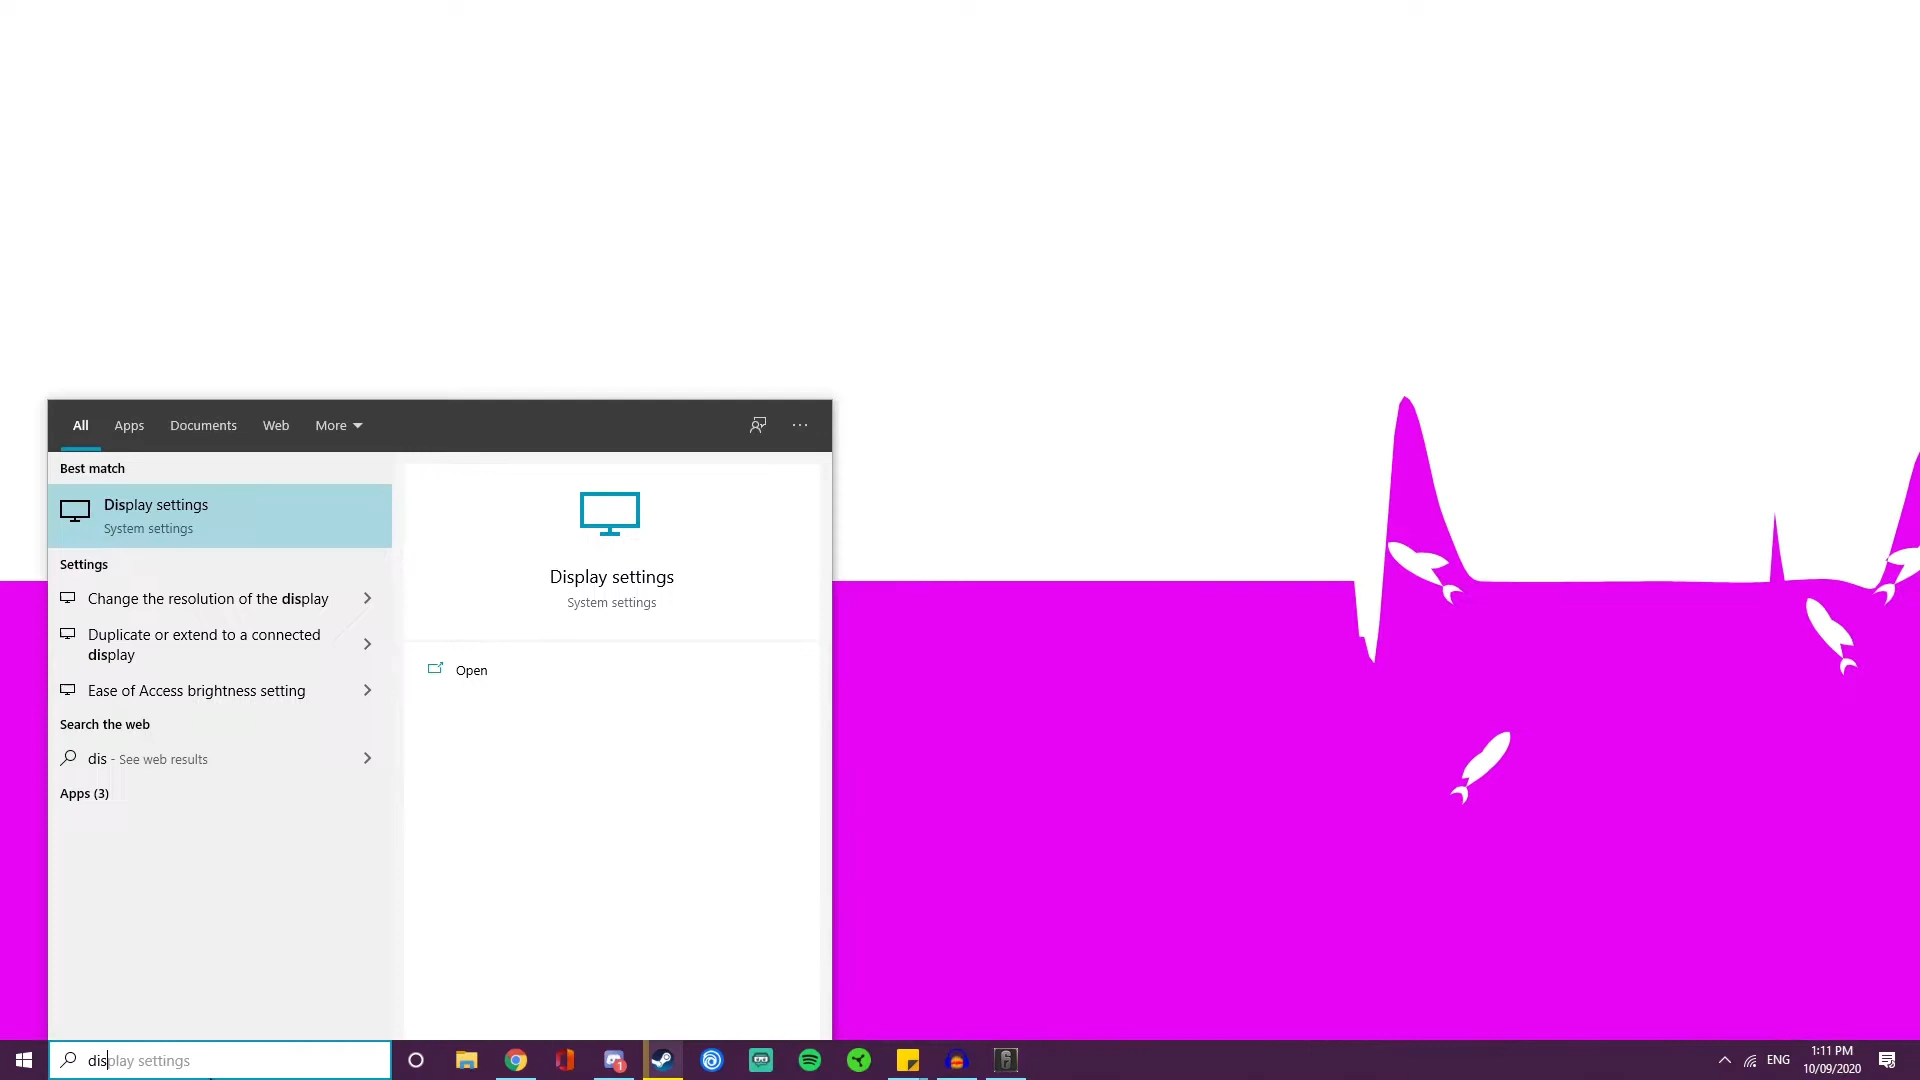 All Apps Documents Web More
Best match
Display settings
System settings
Settings
Change the resolution of the display
Duplicate or extend to a connected
display
Ease of Access brightness setting
Search the web
dis - See web results
Apps (3)
Display settings
System settings
Open
display settings
1
ENG
1:11 PM
10/09/2020